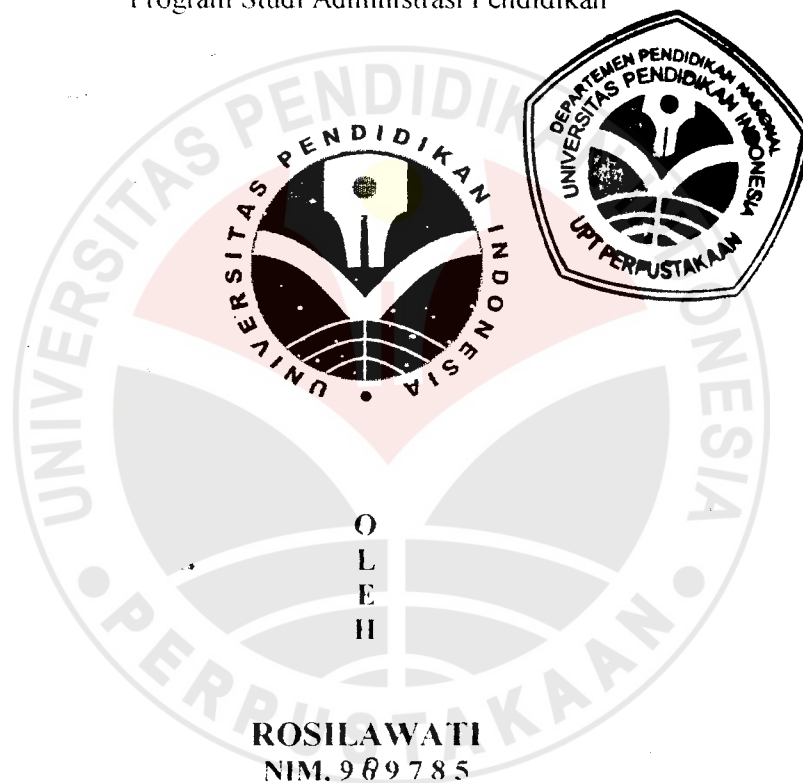 Program Studi Administrasi Pendidikan
DEPARTEMEN PENDIDIKAN NASIONAL
UNIVERSITAS PENDIDIKAN INDONESIA
UPT PERPUSTAKAAN
UNIVERSITAS PENDIDIKAN INDONESIA
UNIVERSITAS PENDIDIKAN INDONESIA
PERPUSTAKAAN
O
L
E
H
ROSILAWATI
NIM.